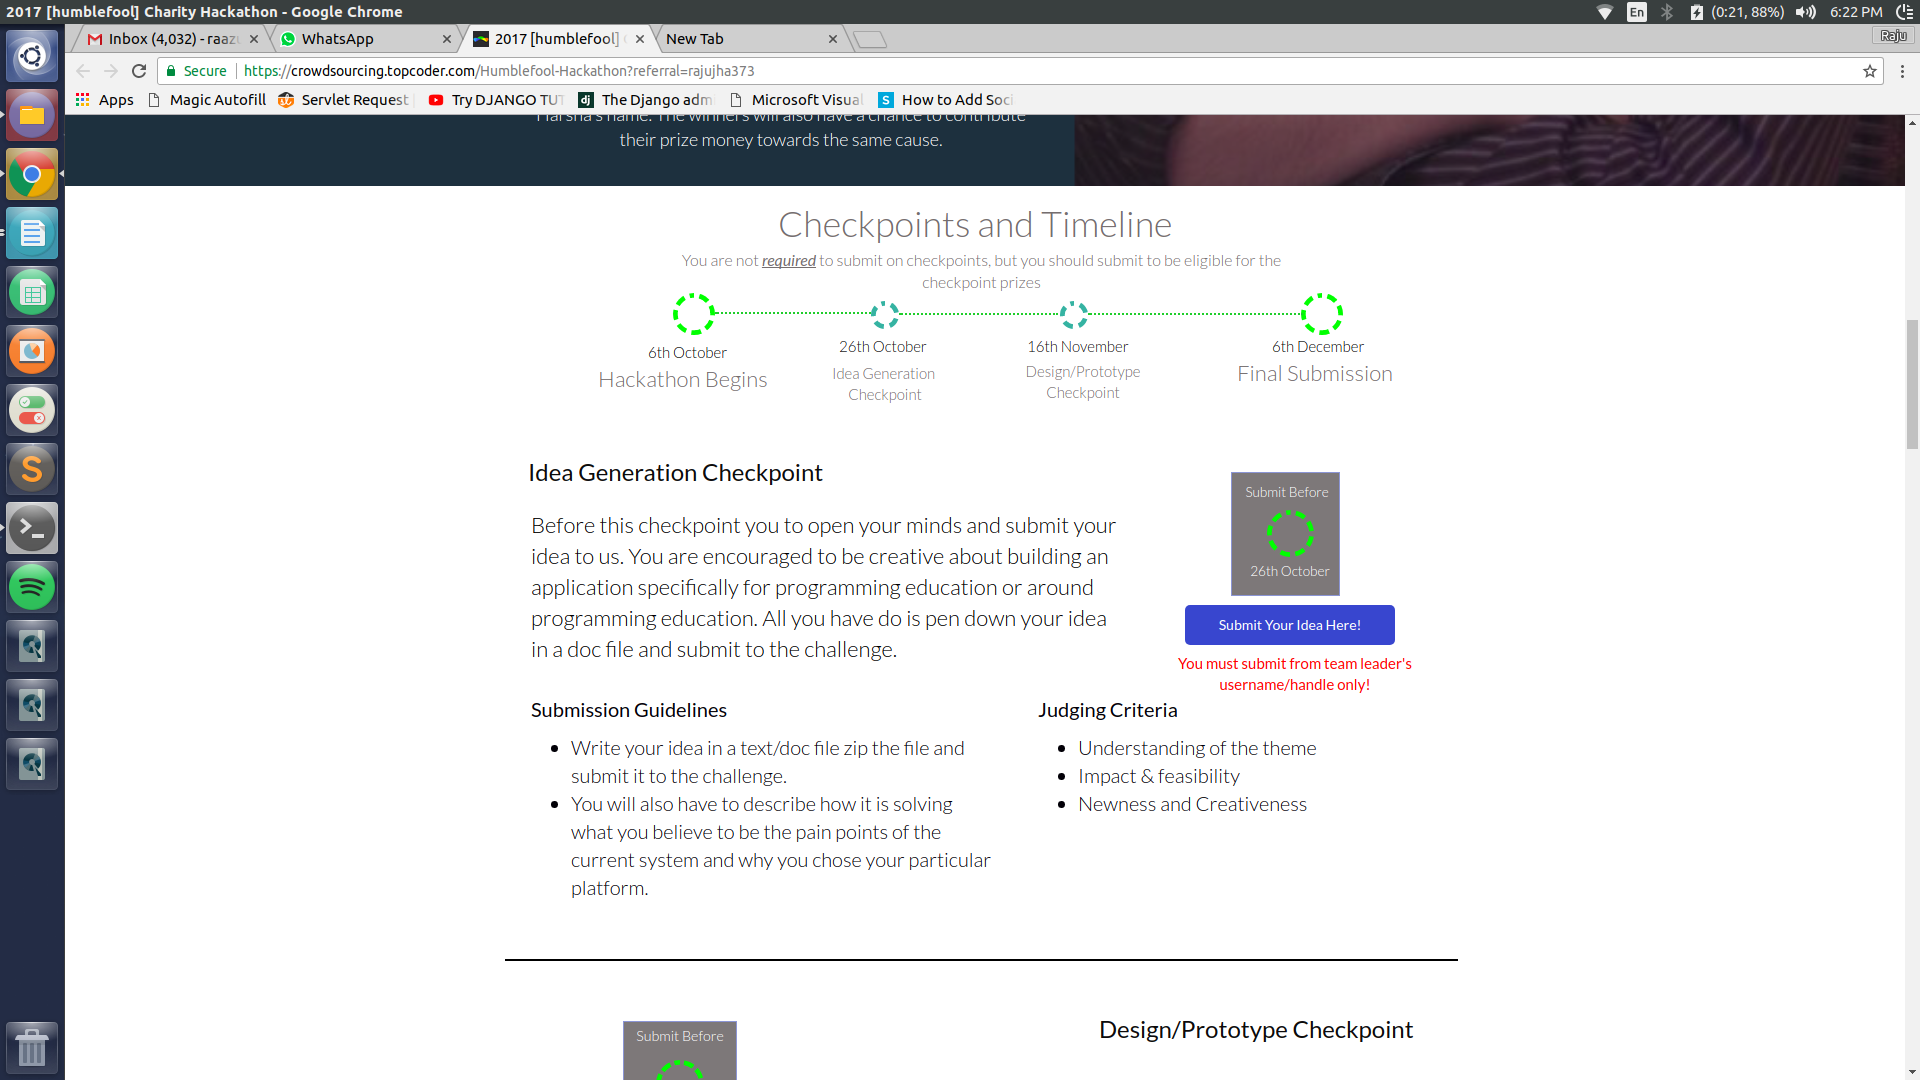 2017 [humblefool] Charity Hackathon - Google Chrome
En
(0:21, 88%)
6:22 PM
Inbox (4,032) - raaz
WhatsApp
2017 [humblefool]
New Tab
Raju
Secure
https://crowdsourcing.topcoder.com/Humblefool-Hackathon?referral=rajujha373
Apps
Magic Autofill
Servlet Request
Try DJANGO TUT
The Django adm
Microsoft Visual
How to Add Soci
Harsha's name. The winners will also have a chance to contribute
their prize money towards the same cause.
Checkpoints and Timeline
You are not required to submit on checkpoints, but you should submit to be eligible for the
checkpoint prizes
6th October
Hackathon Begins
26th October
Idea Generation
Checkpoint
16th November
Design/Prototype
Checkpoint
6th December
Final Submission
Idea Generation Checkpoint
Before this checkpoint you to open your minds and submit your
idea to us. You are encouraged to be creative about building an
application specifically for programming education or around
programming education. All you have do is pen down your idea
in a doc file and submit to the challenge.
Submit Before
26th October
Submit Your Idea Here!
You must submit from team leader's
username/handle only!
Submission Guidelines
Write your idea in a text/doc file zip the file and
submit it to the challenge.
You will also have to describe how it is solving
what you believe to be the pain points of the
current system and why you chose your particular
platform.
Judging Criteria
Understanding of the theme
Impact & feasibility
Newness and Creativeness
Submit Before
Design/Prototype Checkpoint